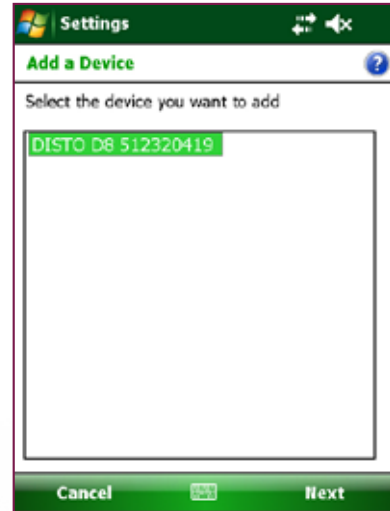 Settings
Add a Device
Select the device you want to add
DISTO D8 512320419
Cancel
Next